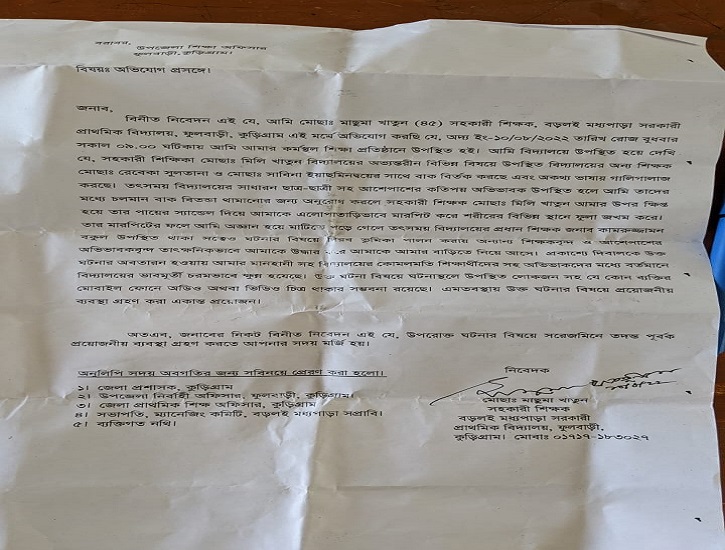 বরাবর,
উপজেলা শিক্ষা অফিসার
ফুলবাড়ী, কুড়িগ্রাম।
বিষয়ঃ অভিযোগ প্রসঙ্গে।
জনাব,
বিনীত নিবেদন এই যে, আমি মোছাঃ মাছুমা খাতুন (৪৫) সহকারী শিক্ষক, বড়লই মধ্যপাড়া সরকারী
প্রাথমিক বিদ্যালয়, ফুলবাড়ী, কুড়িগ্রাম এই মর্মে অভিযোগ করছি যে, অদ্য ইং-১০/০৮/২০২২ তারিখ রোজ বুধবার
সকাল ০৯.০০ ঘটিকায় আমি আমার কর্মস্থিল শিক্ষা প্রতিষ্ঠানে উপস্থিত হই। আমি বিদ্যালয়ে উপস্থিত হয়ে দেখি
যে, সহকারী শিক্ষিকা মোছাঃ মিলি খাতুন বিদ্যালয়ের অভ্যন্তরীন বিভিন্ন বিষয়ে উপস্থিত বিদ্যালয়ের অন্য শিক্ষক
মোছাঃ রেবেকা সুলতানা ও মোছাঃ সাবিনা ইয়াছমিনদ্বয়ের সাথে বাক বির্তক করছে এবং অকথ্য ভাষায় গালিগালাজ
করছে। তৎসময় বিদ্যালয়ের সাধারন ছাত্র-ছাত্রী সহ আশেপাশের কতিপয় অভিভাবক উপস্থিত হলে আমি তাদের
মধ্যে চলমান বাক বিতন্ডা থামানোর জন্য অনুরোধ করলে সহকারী শিক্ষক মোছাঃ মিলি খাতুন আমার উপর ক্ষিপ্ত
হয়ে তার পায়ের স্যান্ডেল দিয়ে আমাকে এলোপাতাড়িভাবে মারপিট করে শরীরের বিভিন্ন স্থানে ফুলা জখম করে।
তার মারপিটের ফলে আমি অজ্ঞান হয়ে মাটিতে পড়ে গেলে তৎসময় বিদ্যালয়ের প্রধান শিক্ষক জনাব কামরুজ্জামন
বকুল উপস্থিত থাকা সত্বেও ঘটনার বিষয়ে নিরব ভূমিকা পালন করায় অন্যান্য শিক্ষকবৃন্দ ও আশেপাশের
অভিভাবকবৃন্দ তাৎক্ষনিকভাবে আমাকে উদ্ধার করে আমাকে আমার বাড়িতে নিয়ে আসে। প্রকাশ্যে দিবালকে উক্ত
ঘটনার অবতারন হওয়ায় আমার মানহানী সহ বিদ্যালয়ের কোমলমতি শিক্ষার্থীদের সহ অভিভাবকদের মধ্যে বর্তমানে
বিদ্যালয়ের ভাবমূর্তী চরমভাবে ক্ষুন্ন হয়েছে। উক্ত ঘটনা বিষয়ে ঘটনাস্থলে উপস্থিত লোকজন সহ যে কোন ব্যক্তির
মোবাইল ফোনে অডিও অথবা ভিডিও চিত্র থাকার সম্ভবনা রয়েছে। এমতবস্থায় উক্ত ঘটনার বিষয়ে প্রয়োজনীয়
ব্যবস্থা গ্রহণ করা একান্ত প্রয়োজন।
অতএব, জনাবের নিকট বিনীত নিবেদন এই যে, উপরোক্ত ঘটনার বিষয়ে সরেজমিনে তদন্ত পূর্বক
প্রয়োজনীয় ব্যবস্থা গ্রহণ করতে আপনার সদয় মর্জি হয়।
অনুলিপি সদয় অবগতির জন্য সবিনয়ে প্রেরণ করা হলো।
১। জেলা প্রশাসক, কুড়িগ্রাম
২। উপজেলা নির্বাহী অফিসার, ফুলবাড়ী, কুড়িগ্রাম।
৩। জেলা প্রাথমিক শিক্ষ অফিসার, কুড়িগ্রাম
৪। সভাপতি, ম্যানেজিং কমিটি, বড়লই মধ্যপাড়া সপ্রাবি।
৫। ব্যক্তিগত নথি।
নিবেদক
মোছাঃ মাছুমা খাতুন
সহকারী শিক্ষক
বড়লই মধ্যপাড়া সরকারী
প্রাথমিক বিদ্যালয়, ফুলবাড়ী,
কুড়িগ্রাম। মোবাঃ ০১৭১৭-১৮৩০২৭